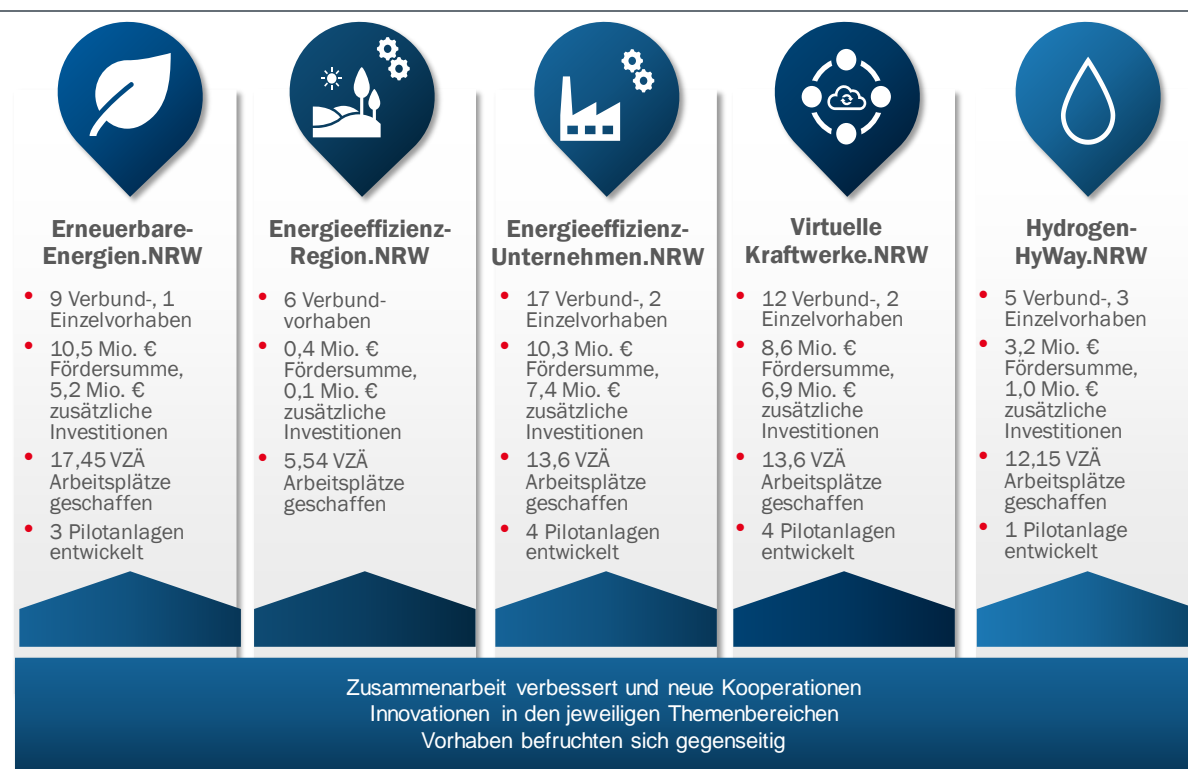 Erneuerbare-
Energien.NRW
• 9 Verbund-, 1
Einzelvorhaben
• 10,5 Mio. €
Fördersumme,
5,2 Mio. €
zusätzliche
Investitionen
• 17,45 VZÄ
Arbeitsplätze
geschaffen
• 3 Pilotanlagen
entwickelt
Energieeffizienz-
Region.NRW
• 6 Verbund-
vorhaben
• 0,4 Mio. €
Fördersumme,
0,1 Mio. €
zusätzliche
Investitionen
• 5,54 VZÄ
Arbeitsplätze
geschaffen
Energieeffizienz-
Unternehmen.NRW
• 17 Verbund-, 2
Einzelvorhaben
• 10,3 Mio. €
Fördersumme,
7,4 Mio. €
zusätzliche
Investitionen
• 13,6 VZÄ
Arbeitsplätze
geschaffen
• 4 Pilotanlagen
entwickelt
Virtuelle
Kraftwerke.NRW
• 12 Verbund-, 2
Einzelvorhaben
• 8,6 Mio. €
Fördersumme,
6,9 Mio. €
zusätzliche
Investitionen
• 13,6 VZÄ
Arbeitsplätze
geschaffen
• 4 Pilotanlagen
entwickelt
Hydrogen-
HyWay.NRW
• 5 Verbund-, 3
Einzelvorhaben
• 3,2 Mio. €
Fördersumme,
1,0 Mio. €
zusätzliche
Investitionen
• 12,15 VZÄ
Arbeitsplätze
geschaffen
• 1 Pilotanlage
entwickelt
Zusammenarbeit verbessert und neue Kooperationen
Innovationen in den jeweiligen Themenbereichen
Vorhaben befruchten sich gegenseitig